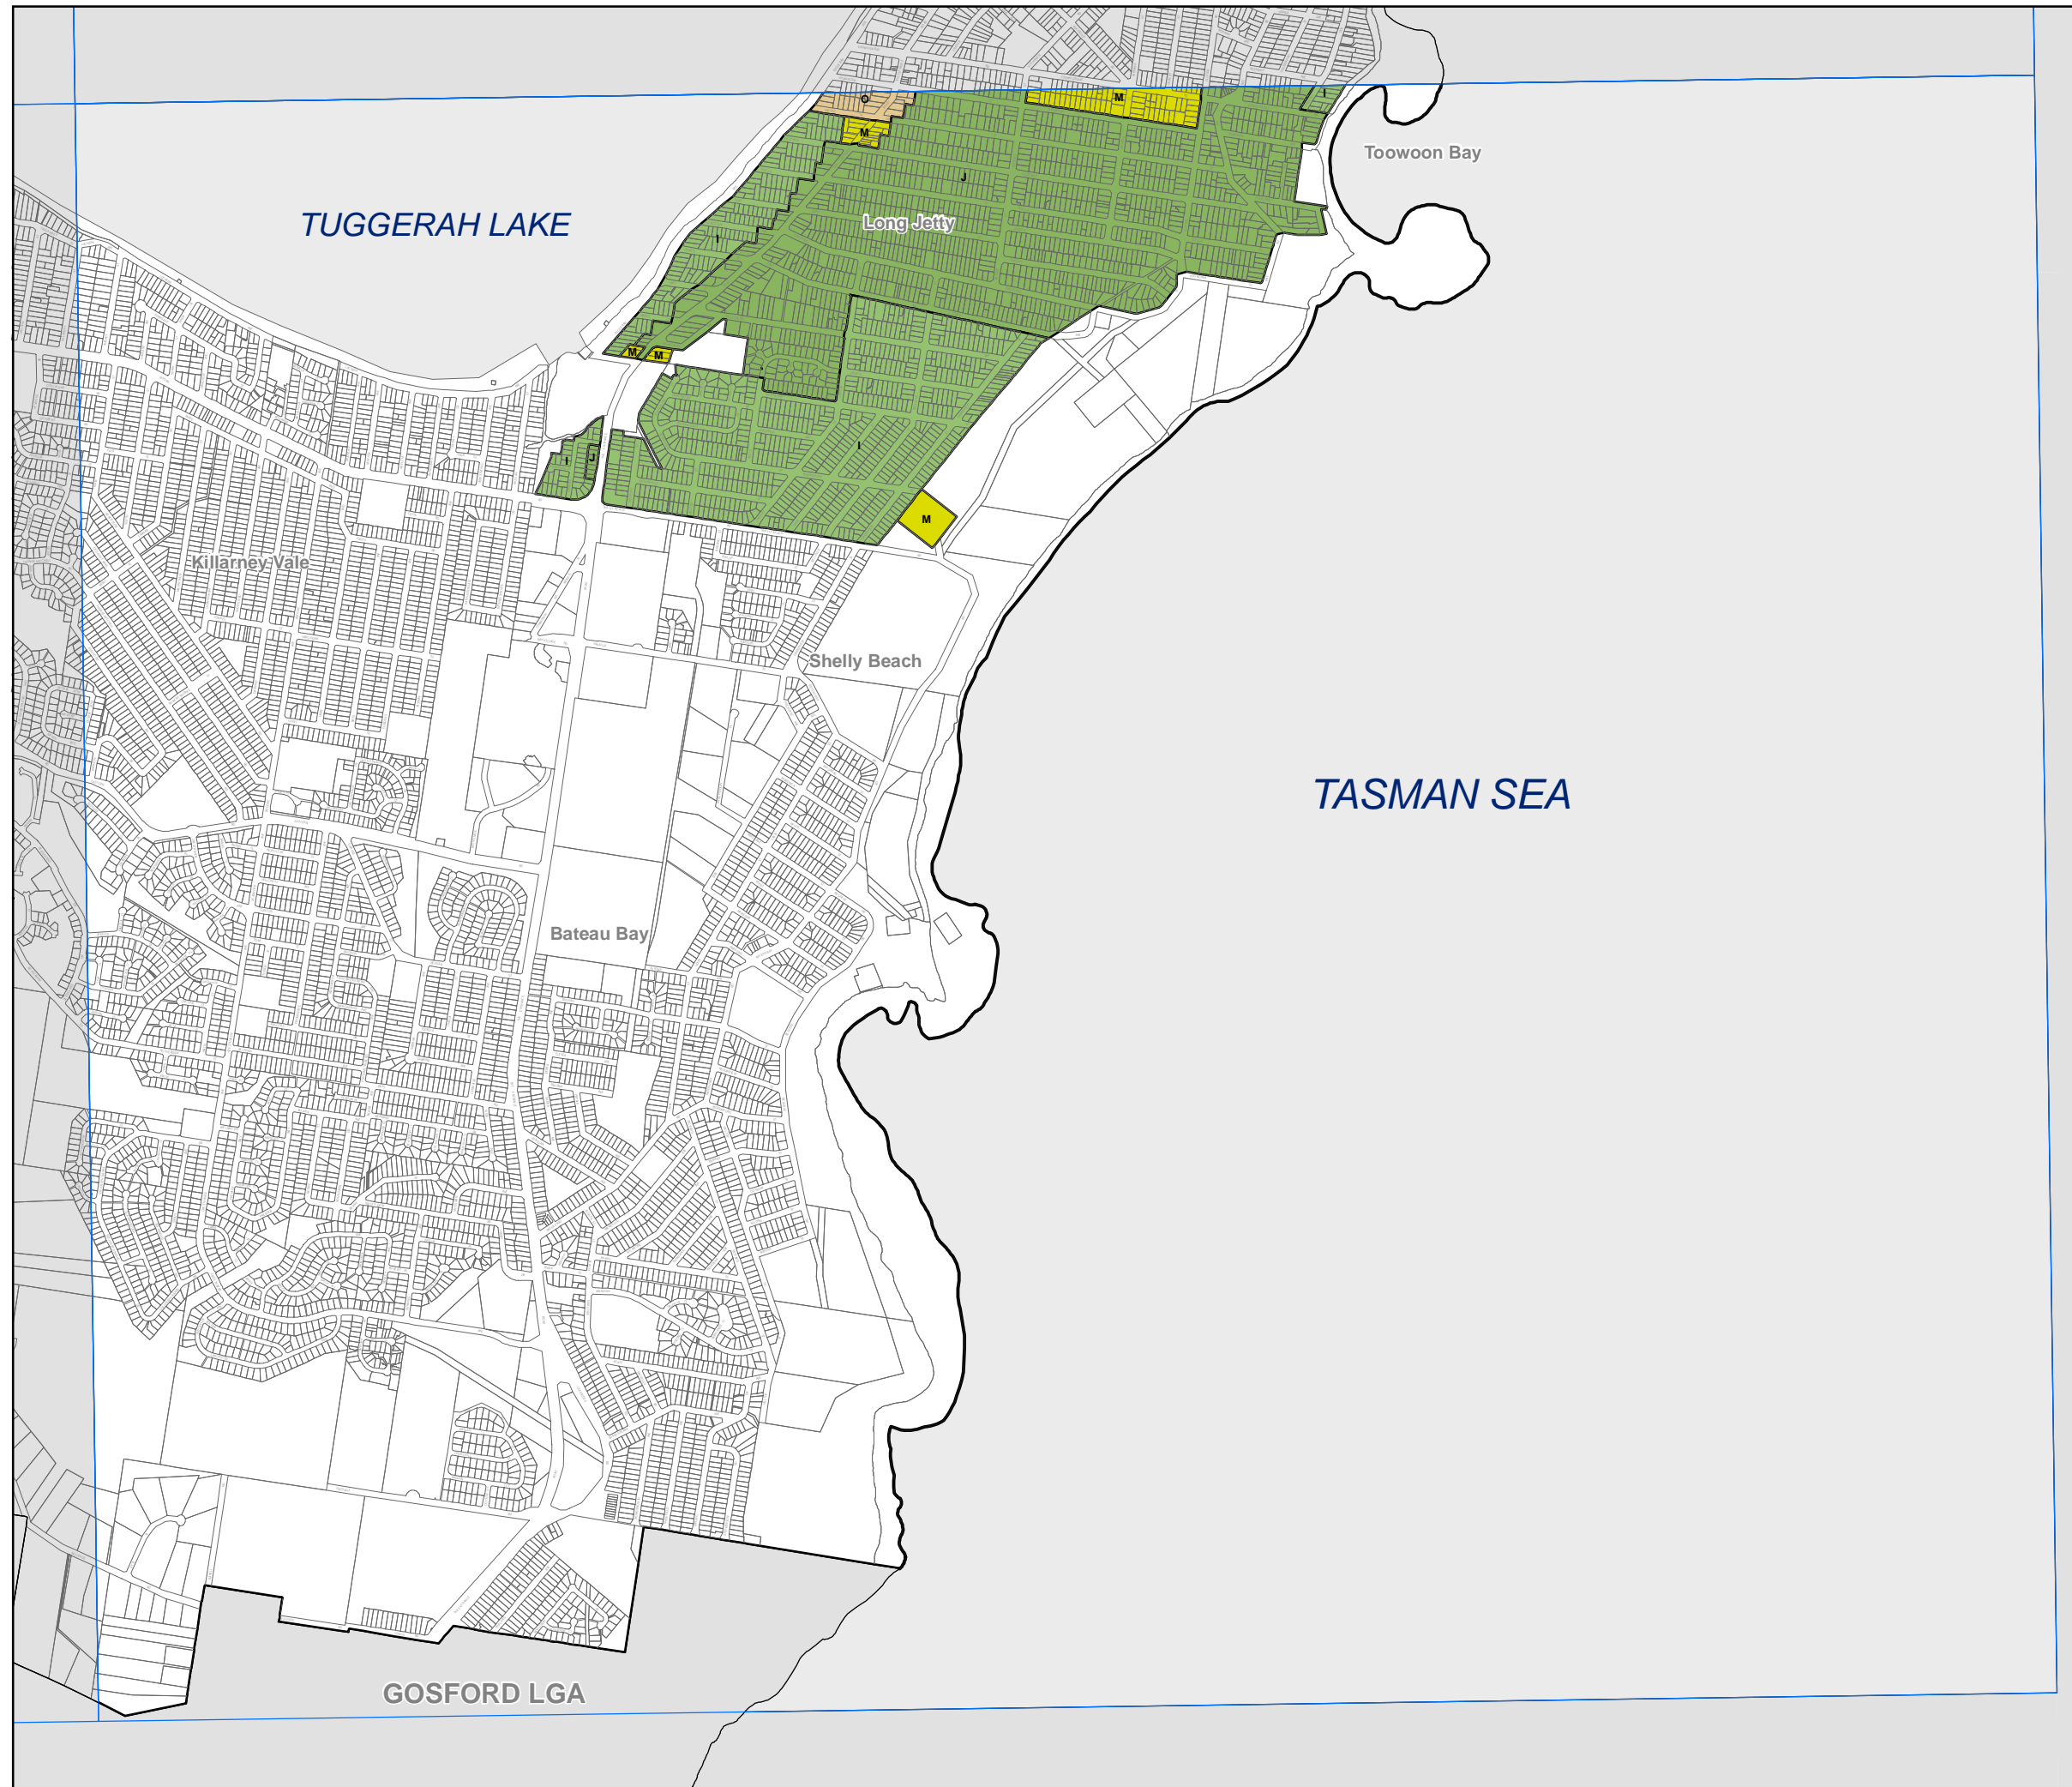 O
M
I
M
Toowoon Bay
J
Long Jetty
TUGGERAH LAKE
I
M
M
I
I
J
M
Killarney Vale
Shelly Beach
TASMAN SEA
Bateau Bay
GOSFORD LGA